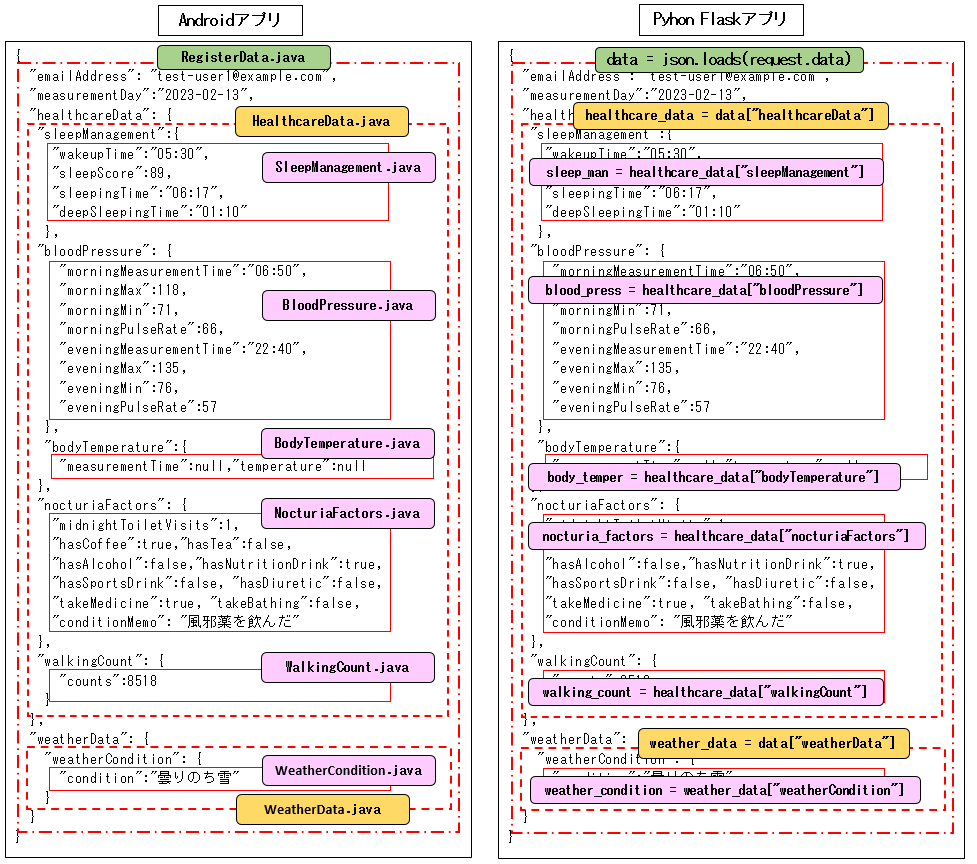 Androidアプリ
{
RegisterData.java
"emailAddress": "test-user1@example.com",
"measurementDay":"2023-02-13",
"healthcareData": {
HealthcareData.java
"sleepManagement":{
"wakeupTime":"05:30",
SleepManagement.java
"sleepScore":89,
"sleepingTime":"06:17",
"deepSleepingTime":"01:10"
},
"bloodPressure": {
"morningMeasurementTime":"06:50",
"morningMax":118,
BloodPressure.java
"morningMin":71,
"morningPulseRate":66,
"eveningMeasurementTime":"22:40",
"eveningMax":135,
"eveningMin":76,
"eveningPulseRate":57
},
BodyTemperature.java
"bodyTemperature":{
"measurementTime":null,"temperature":null
},
"nocturiaFactors": {
NocturiaFactors.java
"midnightToiletVisits":1,
"hasCoffee":true,"hasTea":false,
"hasAlcohol":false,"hasNutritionDrink":true,
"hasSportsDrink":false, "hasDiuretic":false,
"takeMedicine":true, "takeBathing":false,
"conditionMemo": "風邪薬を飲んだ"
},
"walkingCount": {
WalkingCount.java
"counts":8518
}
},
"weatherData": {
"weatherCondition": {
WeatherCondition.java
"condition":"曇りのち雪"
}
WeatherData.java
}
}
Pyhon Flaskアプリ
{
data = json.loads(request.data)
"emailAddress": "test-user1@example.com",
"measurementDay":"2023-02-13",
healthcare_data = data["healthcareData"]
"sleepManagement":{
"wakeupTime":"05:30",
sleep_man = healthcare_data["sleepManagement"]
"sleepingTime":"06:17",
"deepSleepingTime":"01:10"
},
"bloodPressure": {
"morningMeasurementTime":"06:50",
blood_press = healthcare_data["bloodPressure"]
"morningMin":71,
"morningPulseRate":66,
"eveningMeasurementTime":"22:40",
"eveningMax":135,
"eveningMin":76,
"eveningPulseRate":57
},
"bodyTemperature":{
body_temper = healthcare_data["bodyTemperature"]
"nocturiaFactors": {
nocturia_factors = healthcare_data["nocturiaFactors"]
"hasAlcohol":false,"hasNutritionDrink":true,
"hasSportsDrink":false, "hasDiuretic":false,
"takeMedicine":true, "takeBathing":false,
"conditionMemo": "風邪薬を飲んだ"
},
"walkingCount": {
walking_count = healthcare_data["walkingCount"]
},
"weatherData":
weather_data = data["weatherData"]
"weatherCondition": {
weather_condition = weather_data["weatherCondition"]
}
}